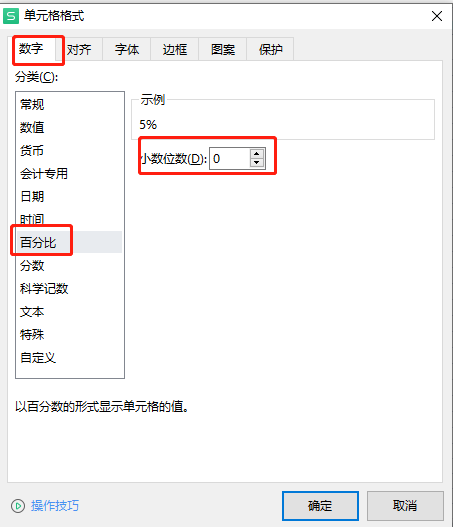 S 单元格格式
数字 对齐 字体 边框 图案 保护
分类(C):
常规
数值
货币
会计专用
日期
时间
百分比
分数
科学记数
文本
特殊
自定义
示例
5%
小数位数(D): 0
以百分数的形式显示单元格的值。
操作技巧 确定 取消